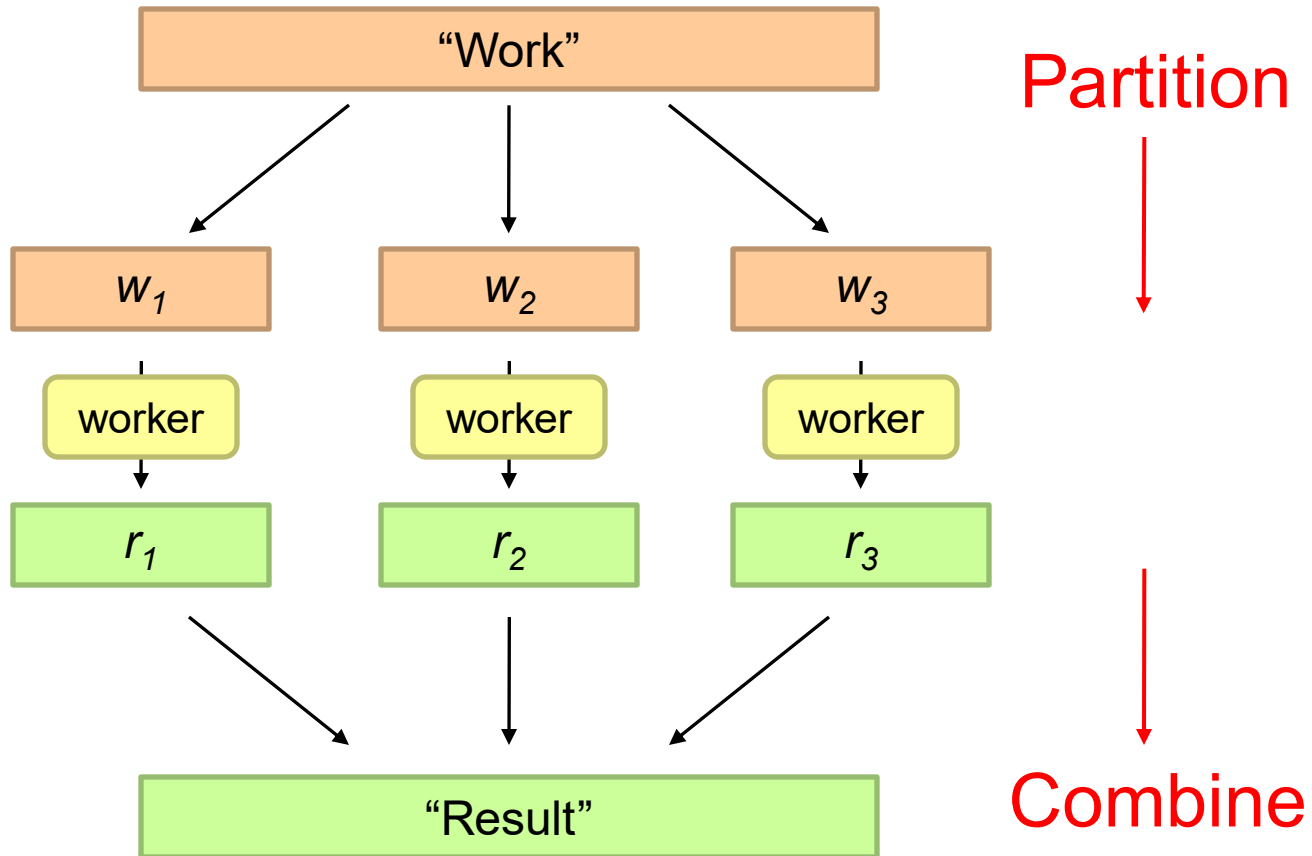 “Work”
Partition
w1
w2
w3
worker
worker
worker
r1
r2
r3
“Result”
Combine